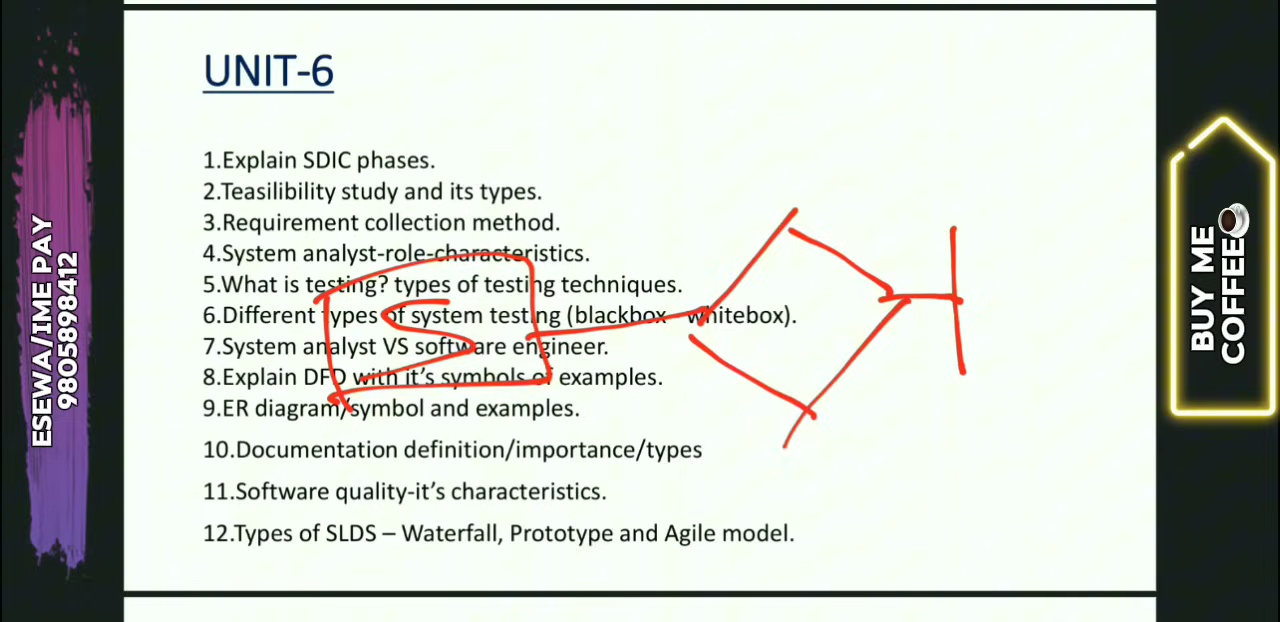 UNIT-6
1.Explain SDIC phases.
2.Teasilibility study and its types.
3.Requirement collection method.
4.System analyst-role-characteristics.
5.What is testing? types of testing techniques.
6.Different types of system testing (blackbox - whitebox).
7.System analyst VS software engineer.
8.Explain DFD with it's symbols of examples.
9.ER diagram/symbol and examples.
10.Documentation definition/importance/types
11.Software quality-it's characteristics.
12.Types of SLDS – Waterfall, Prototype and Agile model.
S
ESEWA/IME PAY
9805898412
BUY ME
COFFEE